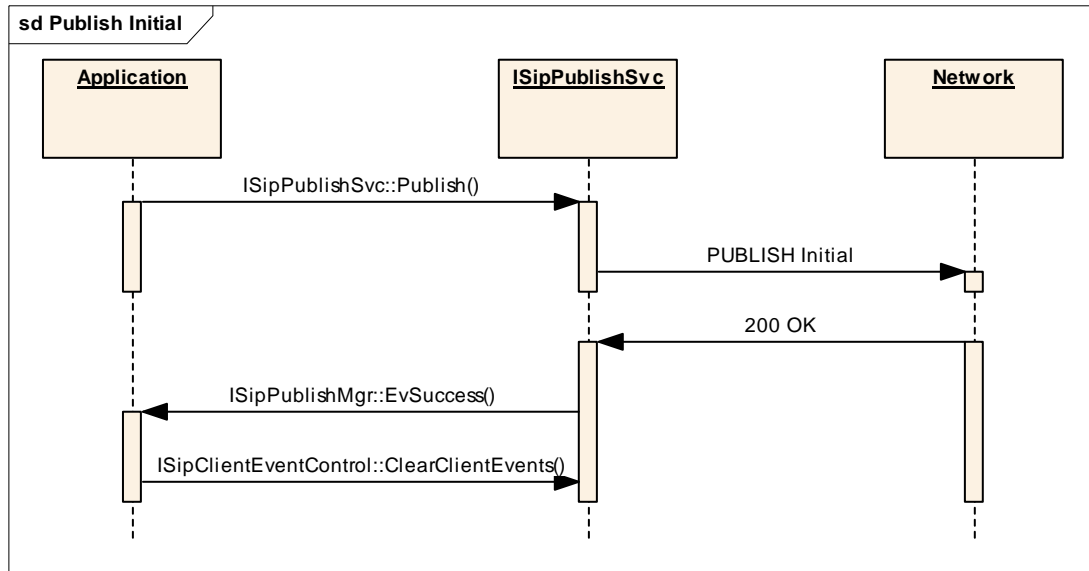 sd Publish Initial
Application
ISipPublishSvc
Network
ISipPublishSvc::Publish()
PUBLISH Initial
200 OK
ISipPublishMgr::EvSuccess()
ISipClientEventControl::ClearClientEvents()